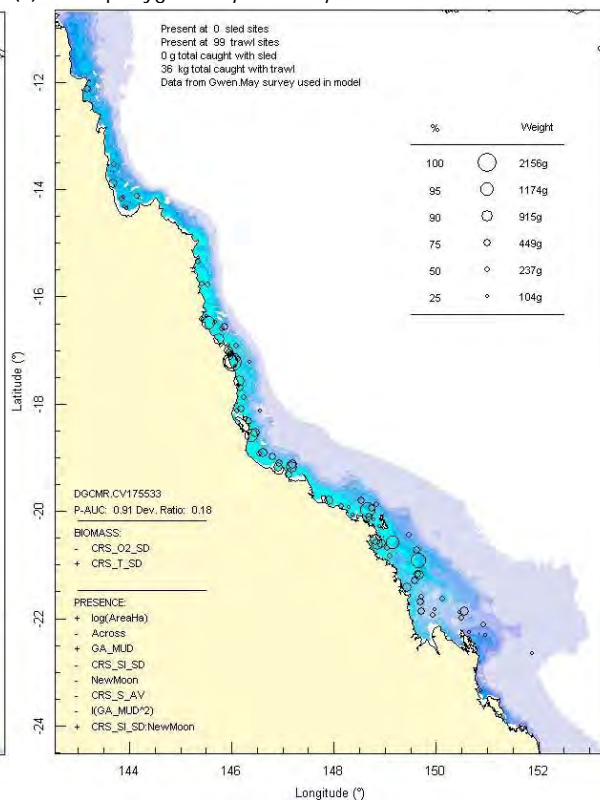 Present at 0 sled sites
Present at 99 trawl sites
0 g total caught with sled
36 kg total caught with trawl
Data from Gwen.May survey used in model
% Weight
100 2156g
95 1174g
90 915g
75 449g
50 237g
25 104g
-12
-14
-16
-18
-20
-22
-24
Latitude (°)
DGCMR,CV175533
P-AUC: 0.91 Dev. Ratio: 0.18
BIOMASS:
- CRS_O2_SD
+ CRS_T_SD
PRESENCE:
+ log(AreaHa)
- Across
+ GA_MUD
- CRS_SI_SD
- NewMoon
- CRS_S_AV
- I(GA_MUD^2)
+ CRS_SI_SD:NewMoon
144 146 148 150 152
Longitude (°)